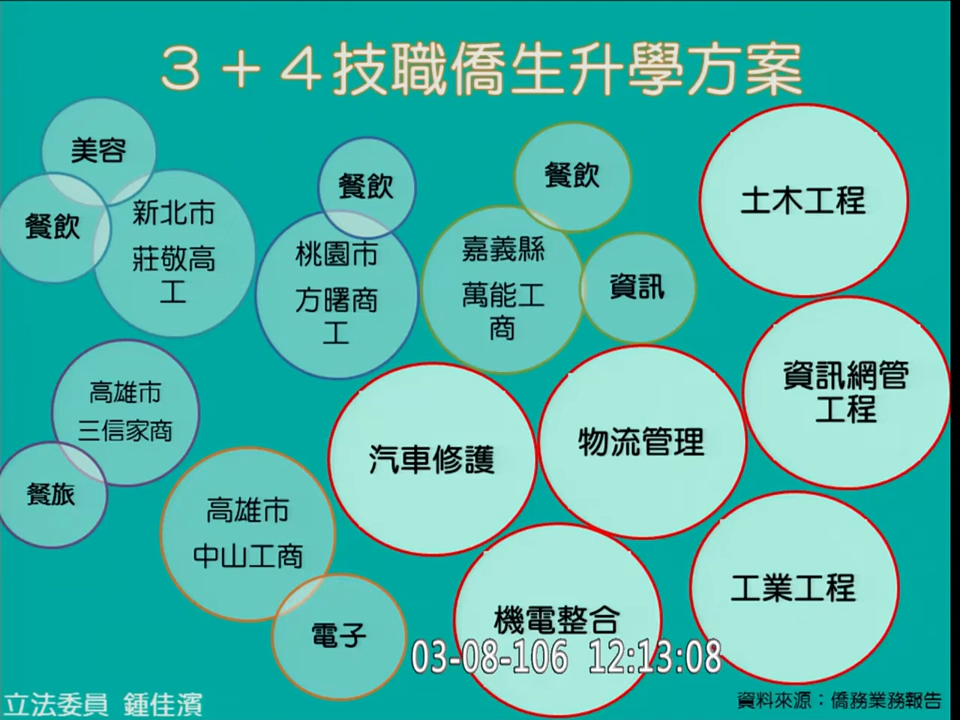 3+4技職僑生升學方案
美容
餐飲
新北市
莊敬高
工
餐飲
桃園市
方曙商
工
餐飲
嘉義縣
萬能工
商
資訊
土木工程
資訊網管
工程
高雄市
三信家商
餐旅
高雄市
中山工商
電子
汽車修護
物流管理
機電整合
工業工程
03-08-106 12:13:08
立法委員 鍾佳濱
資料來源：僑務業務報告